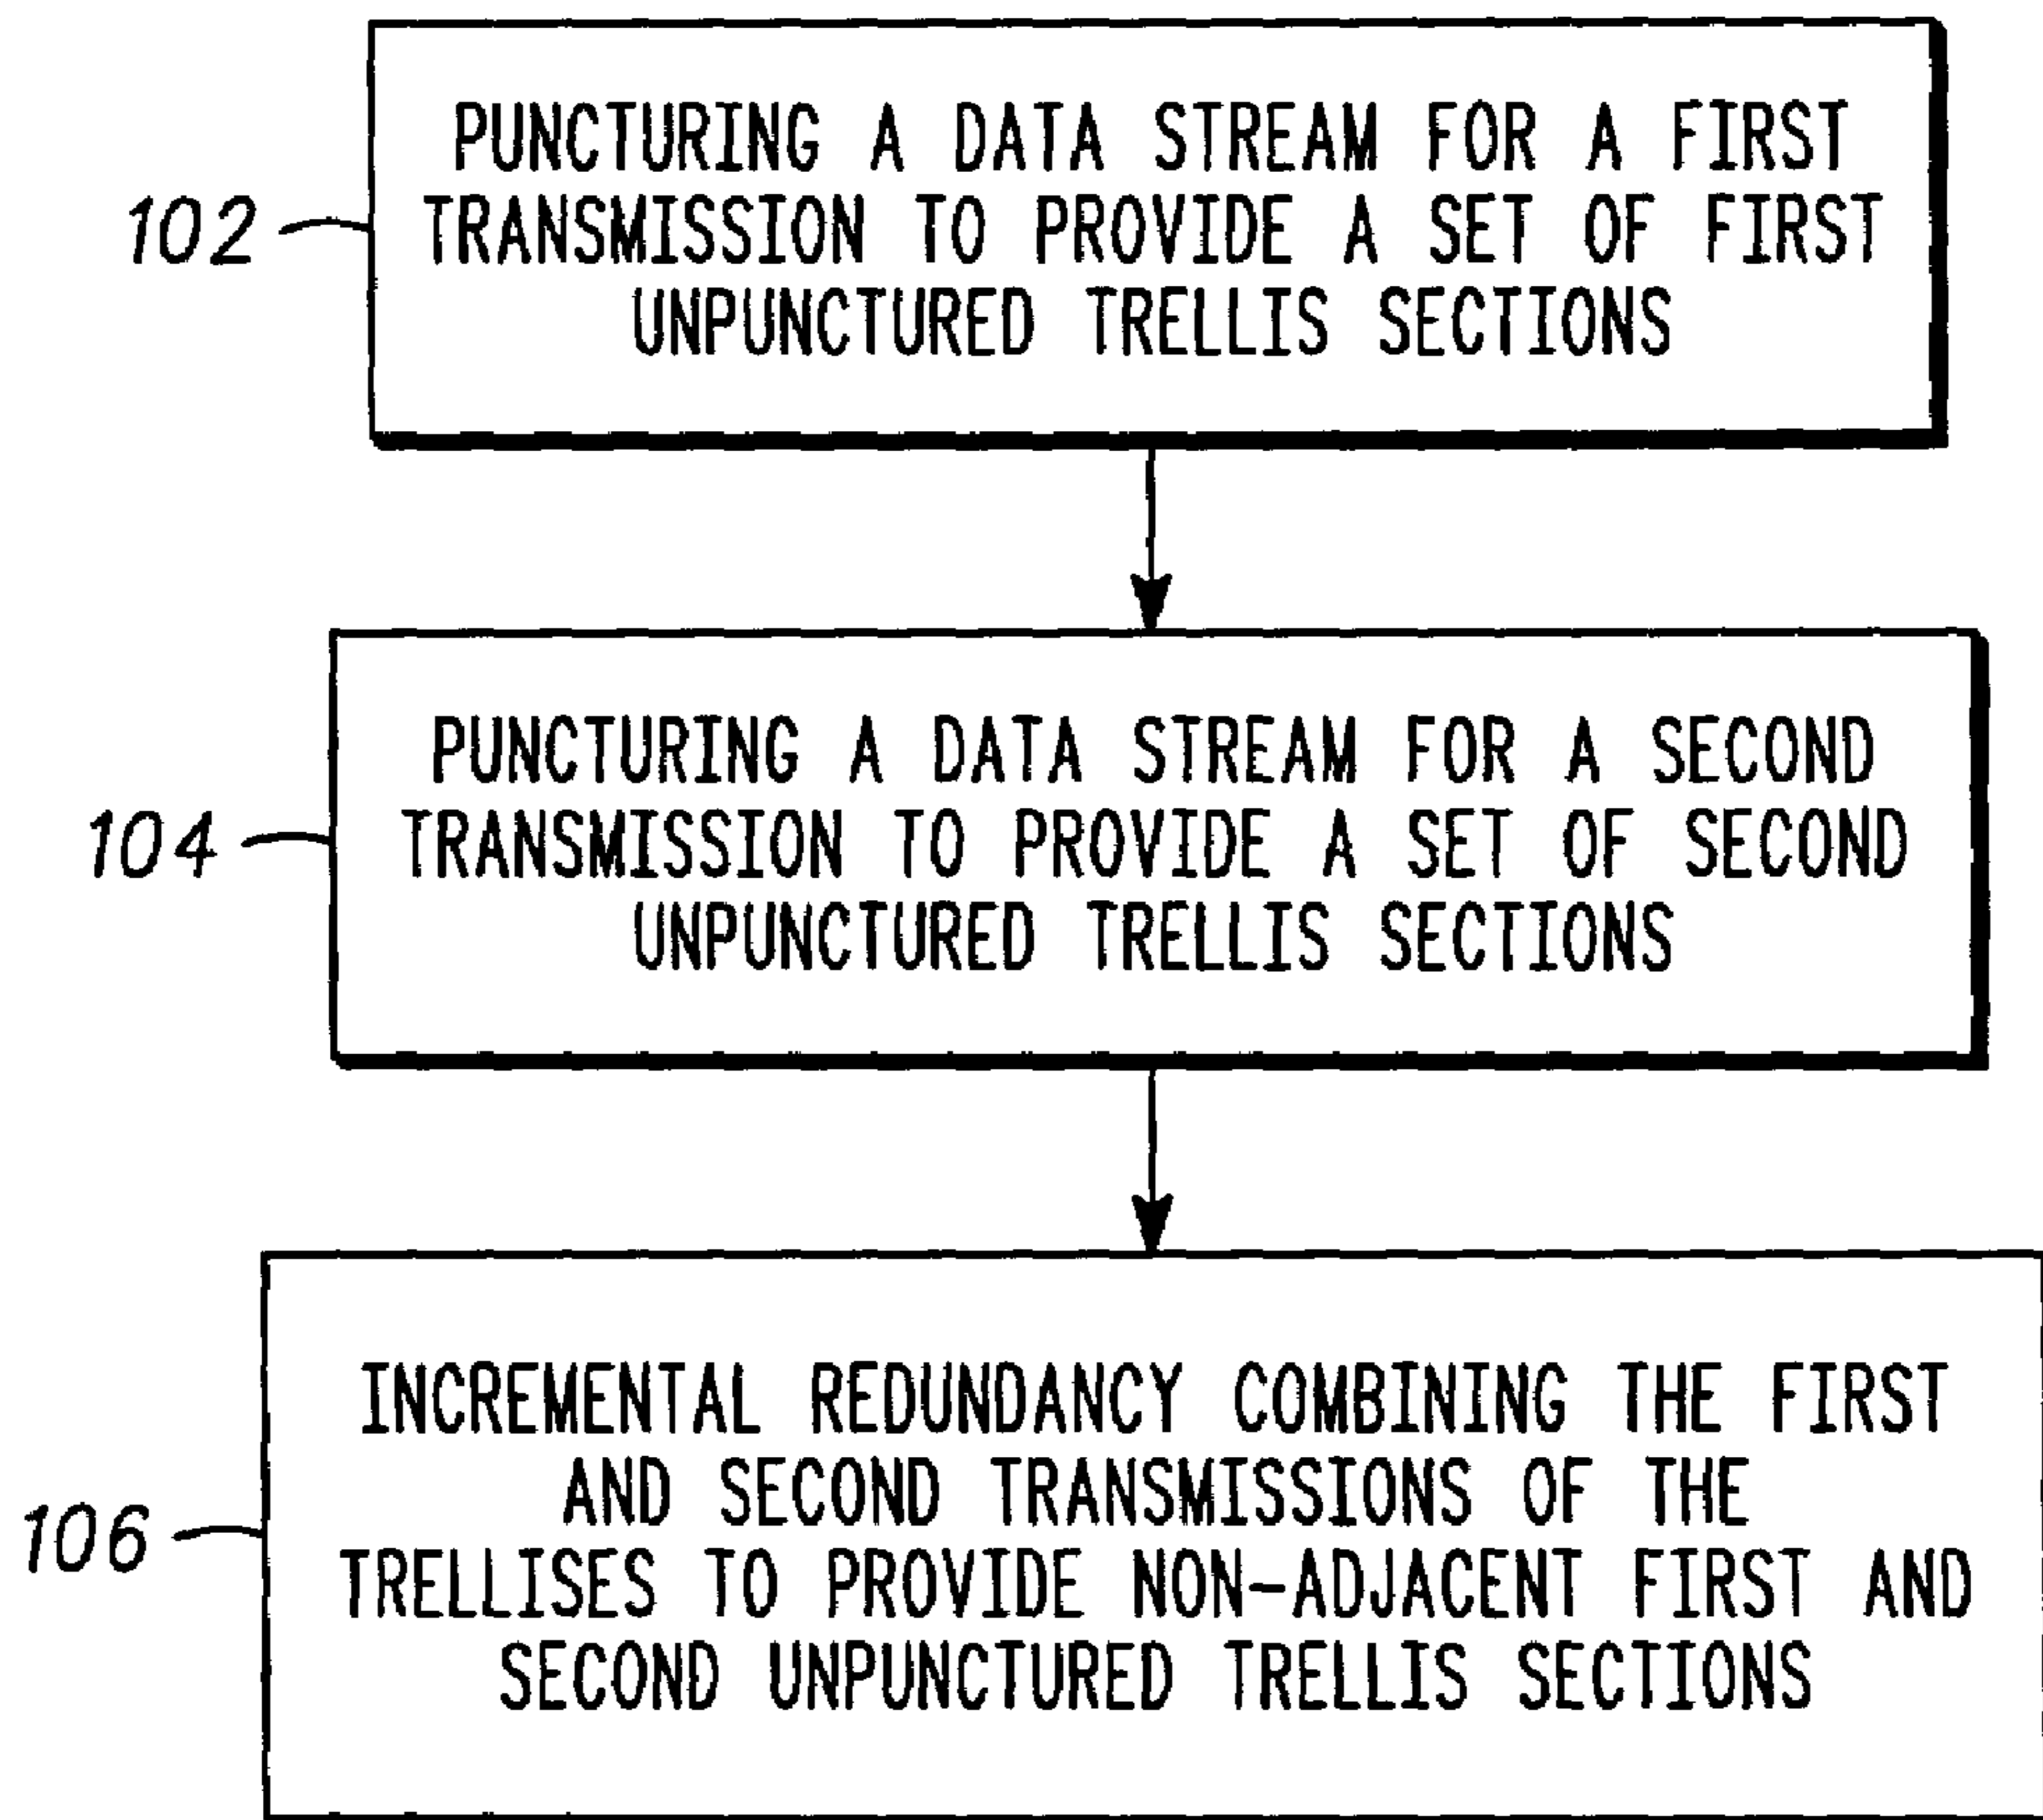 PUNCTURING A DATA STREAM FOR A FIRST
102
TRANSMISSION TO PROVIDE A SET OF FIRST
UNPUNCTURED TRELLIS SECTIONS
PUNCTURING A DATA STREAM FOR A SECOND
104
TRANSMISSION TO PROVIDE A SET OF SECOND
UNPUNCTURED TRELLIS SECTIONS
INCREMENTAL REDUNDANCY COMBINING THE FIRST
AND SECOND TRANSMISSIONS OF THE
106
TRELLISES TO PROVIDE NON-ADJACENT FIRST AND
SECOND UNPUNCTURED TRELLIS SECTIONS